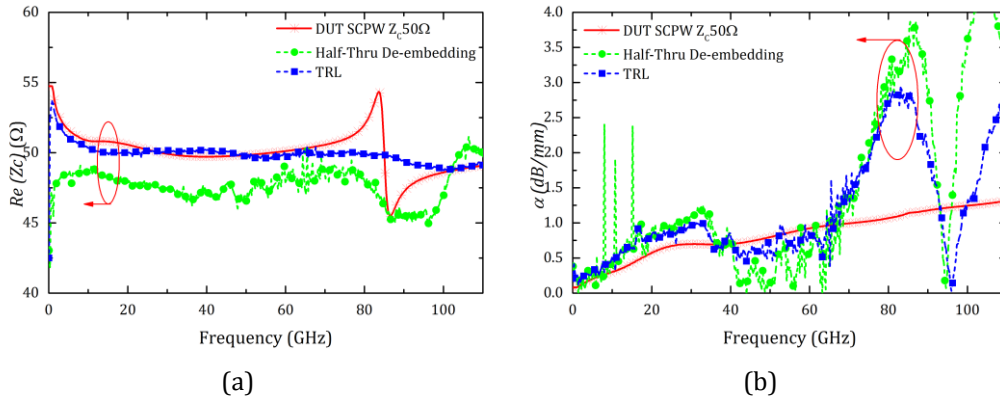 DUT SCPW ZC50Ω
Half-Thru De-embedding
TRL
Re (Zc) (Ω)
60
55
50
45
40
0
20
40
60
80
100
Frequency (GHz)
(a)
DUT SCPW ZC50Ω
Half-Thru De-embedding
TRL
α (dB/mm)
4.0
3.5
3.0
2.5
2.0
1.5
1.0
0.5
0.0
0
20
40
60
80
100
Frequency (GHz)
(b)